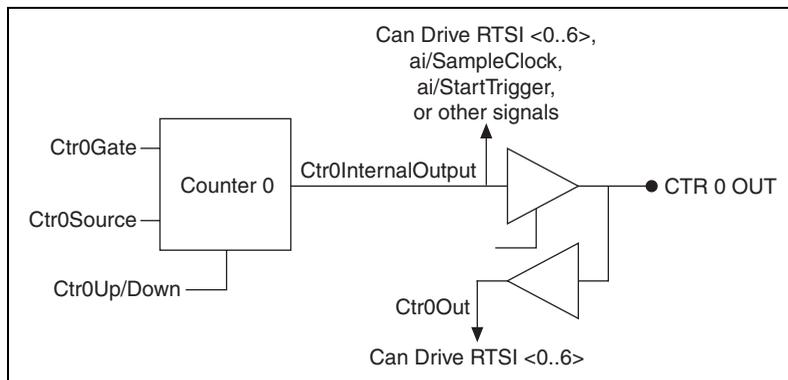 Can Drive RTSI <0..6>,
ai/SampleClock,
ai/StartTrigger,
or other signals
Ctr0Gate
Ctr0InternalOutput
Counter 0
CTR 0 OUT
Ctr0Source
Ctr0Up/Down
Ctr0Out
Can Drive RTSI <0..6>